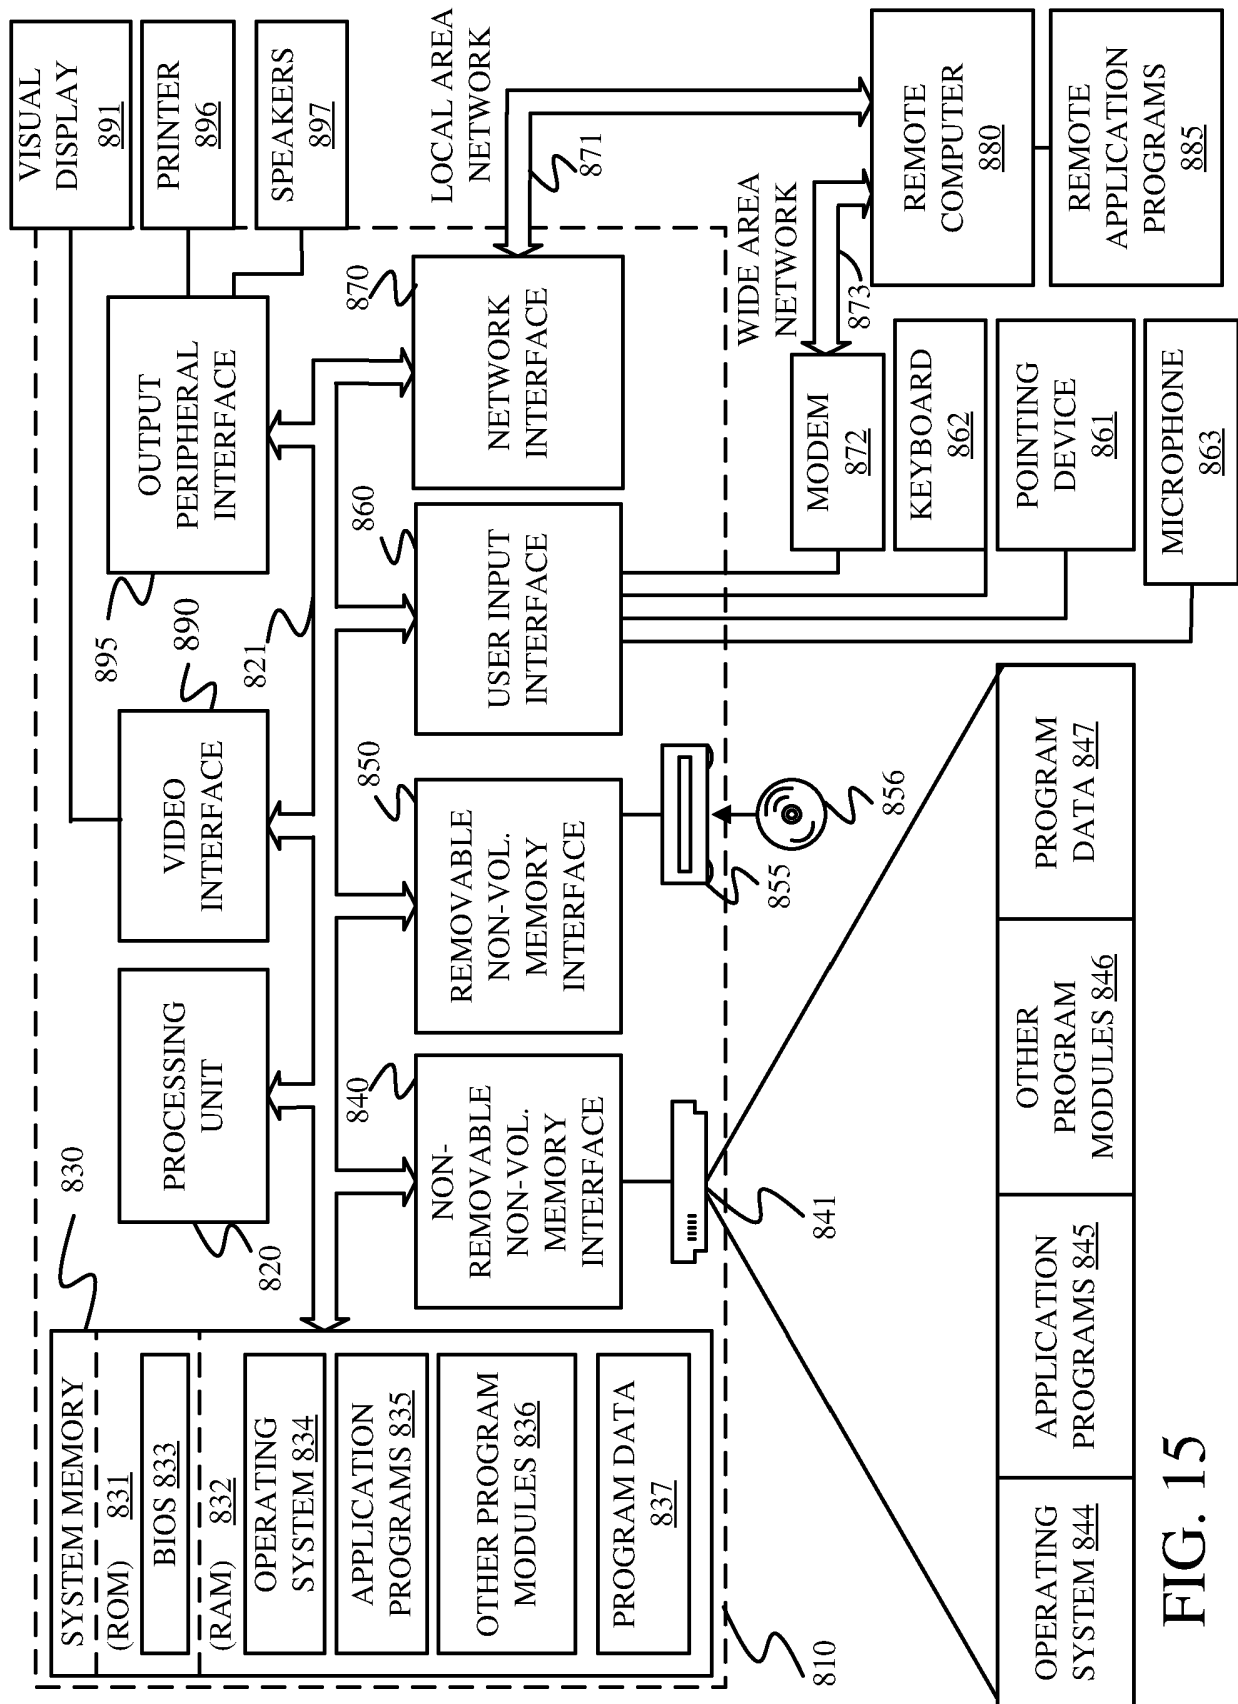 SYSTEM MEMORY
(ROM) 831
BIOS 833
(RAM) 832
OPERATING
SYSTEM 834
APPLICATION
PROGRAMS 835
OTHER PROGRAM
MODULES 836
PROGRAM DATA
837
830
810
PROCESSING
UNIT
820
VIDEO
INTERFACE
890
OUTPUT
PERIPHERAL
INTERFACE
895
821
VISUAL
DISPLAY
891
PRINTER
896
SPEAKERS
897
NON-
REMOVABLE
NON-VOL.
MEMORY
INTERFACE
840
REMOVABLE
NON-VOL.
MEMORY
INTERFACE
850
USER INPUT
INTERFACE
860
NETWORK
INTERFACE
870
LOCAL AREA
NETWORK
871
841
855
856
WIDE AREA
NETWORK
873
MODEM
872
KEYBOARD
862
POINTING
DEVICE
861
MICROPHONE
863
REMOTE
COMPUTER
880
REMOTE
APPLICATION
PROGRAMS
885
OPERATING
SYSTEM 844
APPLICATION
PROGRAMS 845
OTHER
PROGRAM
MODULES 846
PROGRAM
DATA 847
FIG. 15